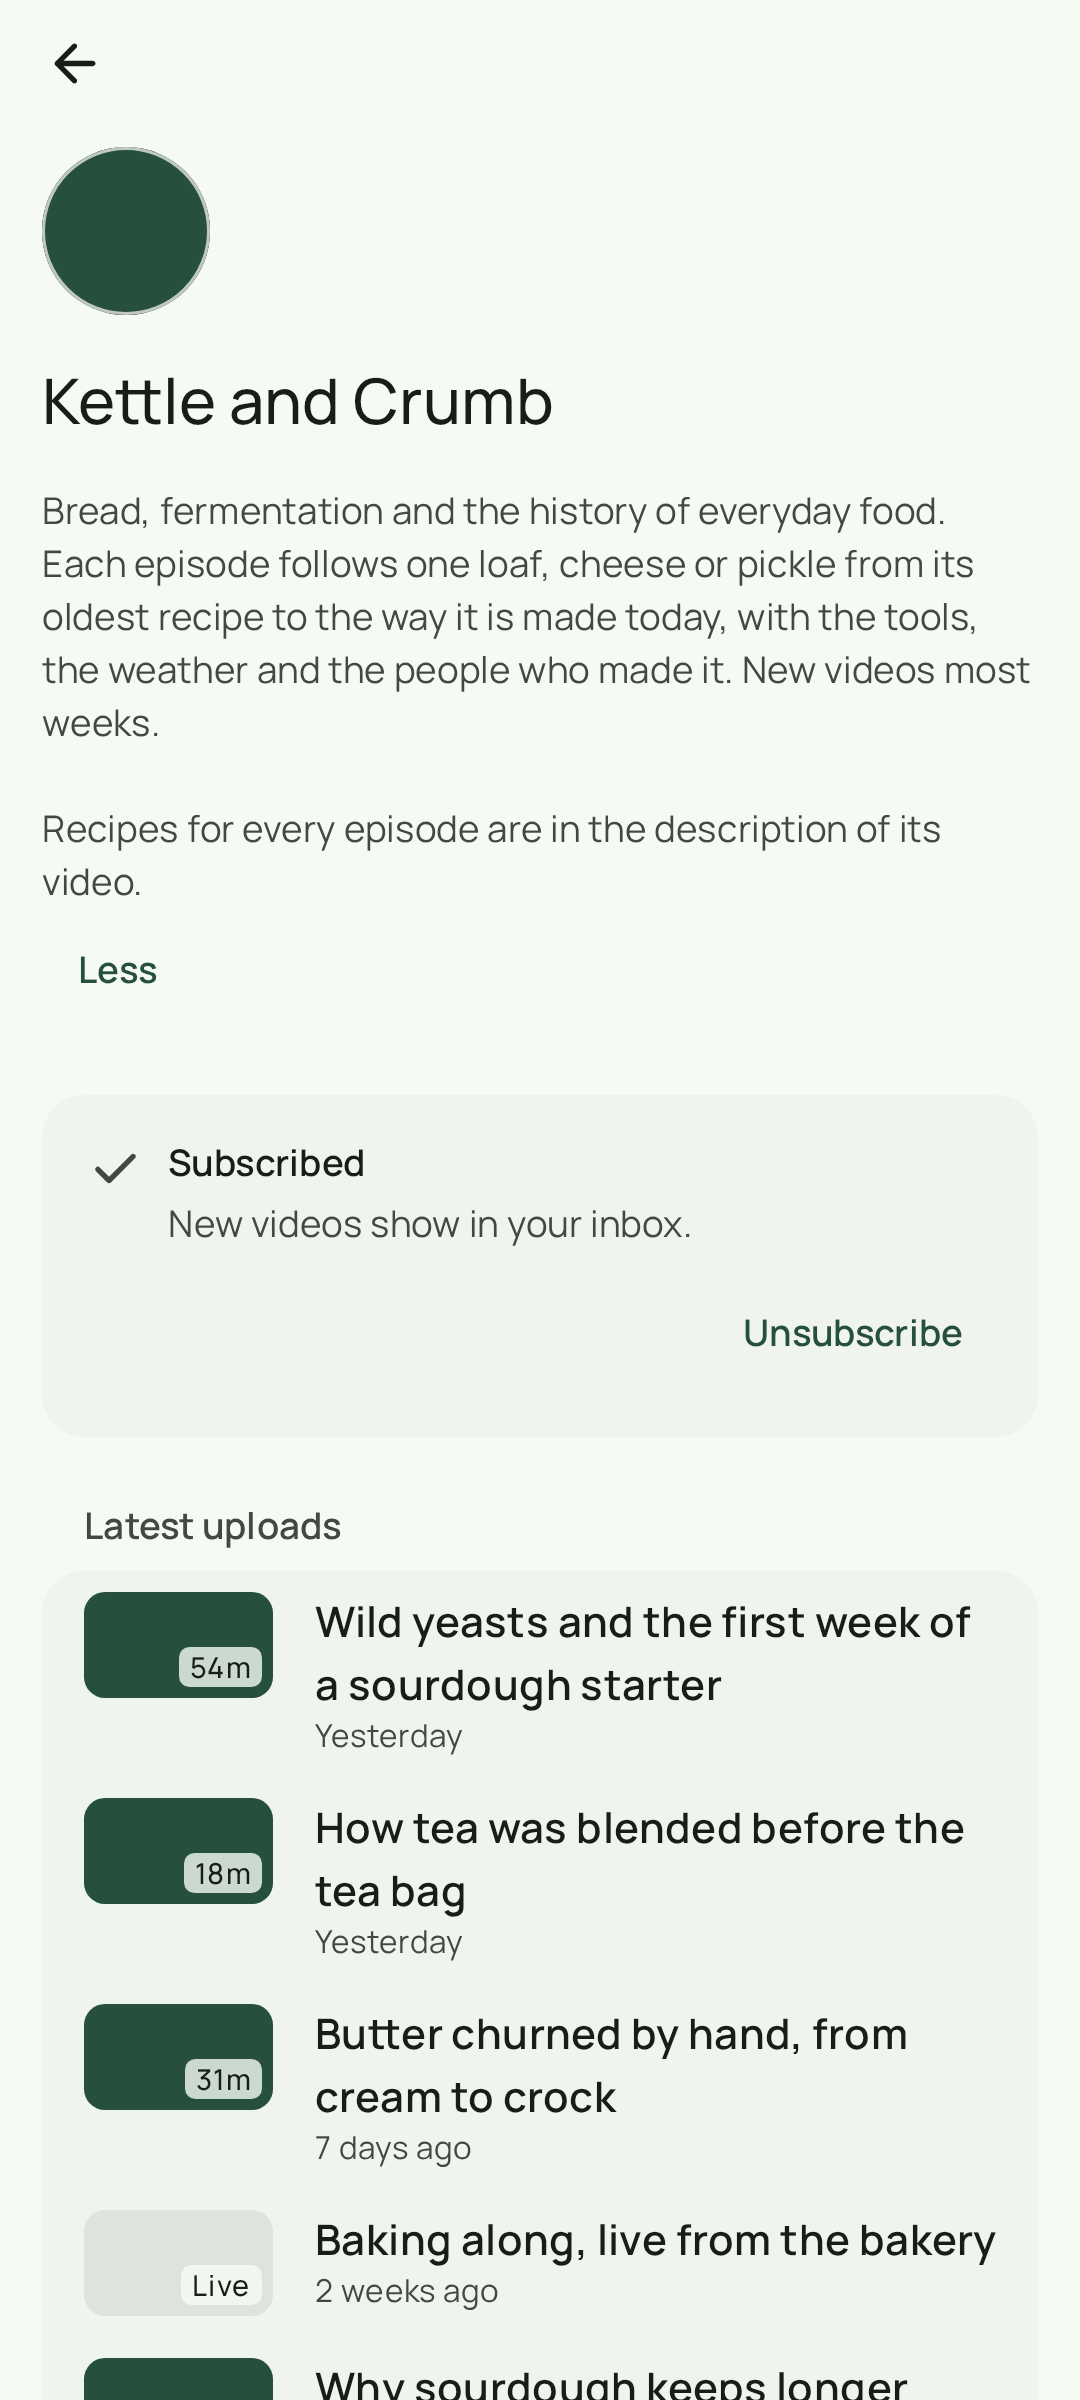 Kettle and Crumb
Bread, fermentation and the history of everyday food.
Each episode follows one loaf, cheese or pickle from its
oldest recipe to the way it is made today, with the tools,
the weather and the people who made it. New videos most
weeks.
Recipes for every episode are in the description of its
video.
Less
Subscribed
New videos show in your inbox.
Unsubscribe
Latest uploads
Wild yeasts and the first week of
a sourdough starter
54m
Yesterday
How tea was blended before the
tea bag
18m
Yesterday
Butter churned by hand, from
cream to crock
31m
7 days ago
Baking along, live from the bakery
Live
2 weeks ago
Why sourdough keeps longer